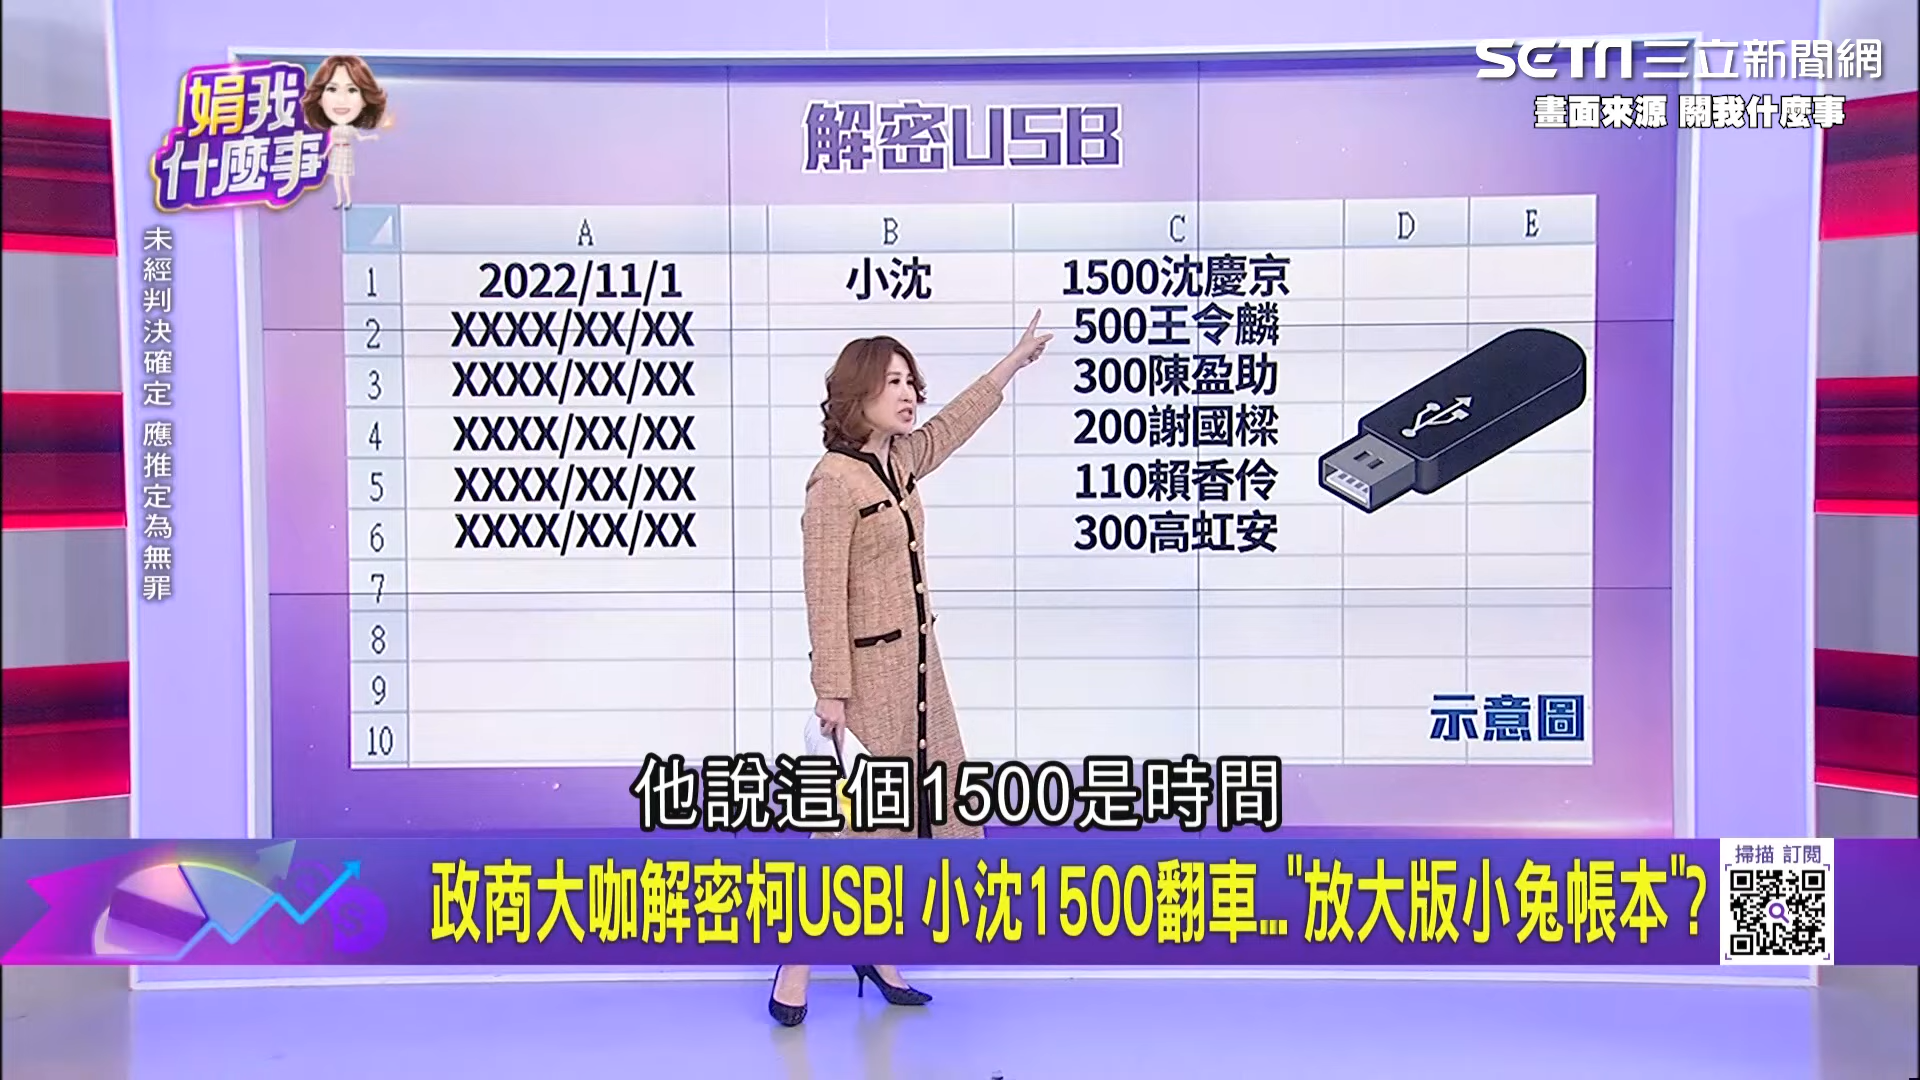 SETN三立新聞網
畫面來源 關我什麼事
娟我
什麼事
未經判決確定 應推定為無罪
解密USB
A B C D E
1 2022/11/1 小沈 1500沈慶京
2 XXXX/XX/XX 500王令麟
3 XXXX/XX/XX 300陳盈助
4 XXXX/XX/XX 200謝國樑
5 XXXX/XX/XX 110賴香伶
6 XXXX/XX/XX 300高虹安
7
8
9
10
示意圖
他說這個1500是時間
政商大咖解密柯USB! 小沈1500翻車..."放大版小兔帳本"?
掃描 訂閱